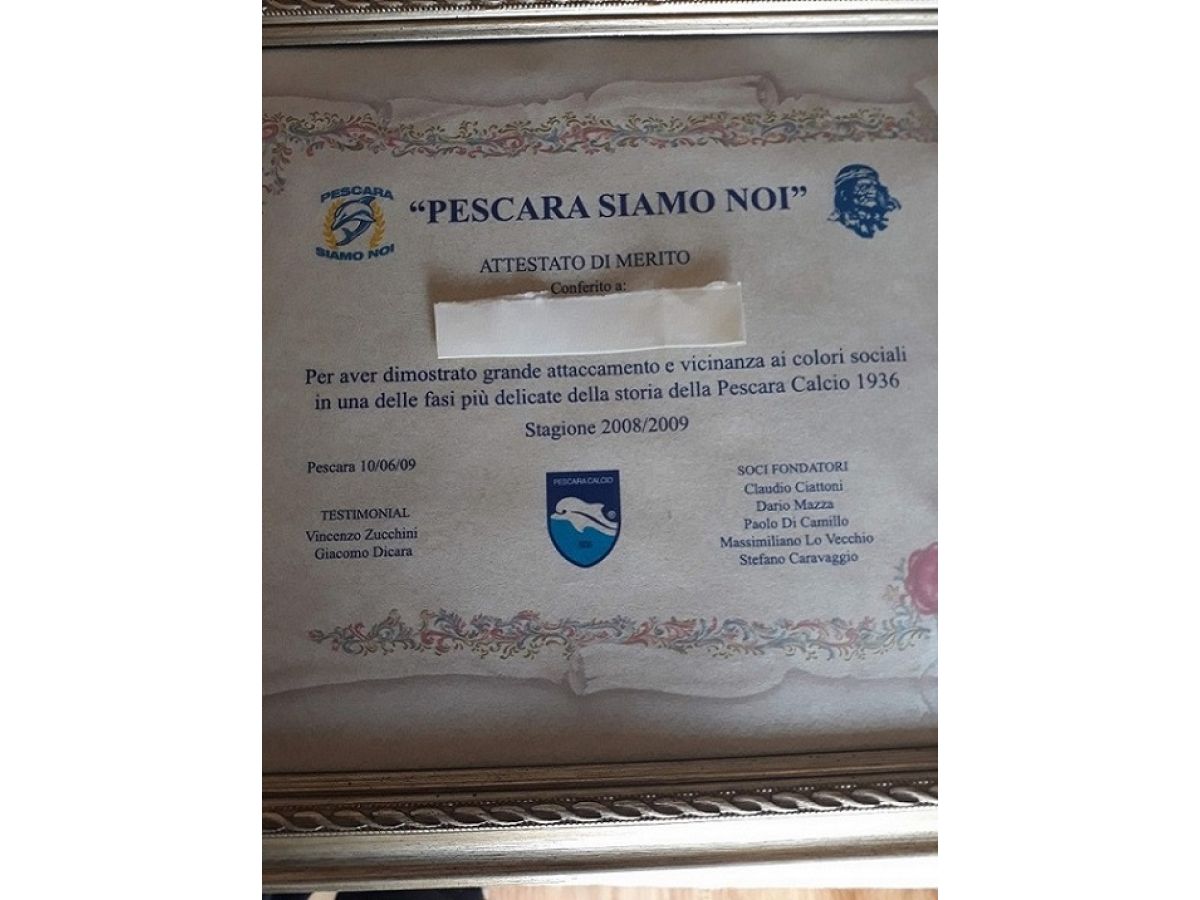 PESCARA
SIAMO NOI
“PESCARA SIAMO NOI”
ATTESTATO DI MERITO
Conferito a:
Per aver dimostrato grande attaccamento e vicinanza ai colori sociali
in una delle fasi più delicate della storia della Pescara Calcio 1936
Stagione 2008/2009
Pescara 10/06/09
TESTIMONIAL
Vincenzo Zucchini
Giacomo Dicara
PESCARA CALCIO
®
SOCI FONDATORI
Claudio Ciattoni
Dario Mazza
Paolo Di Camillo
Massimiliano Lo Vecchio
Stefano Caravaggio